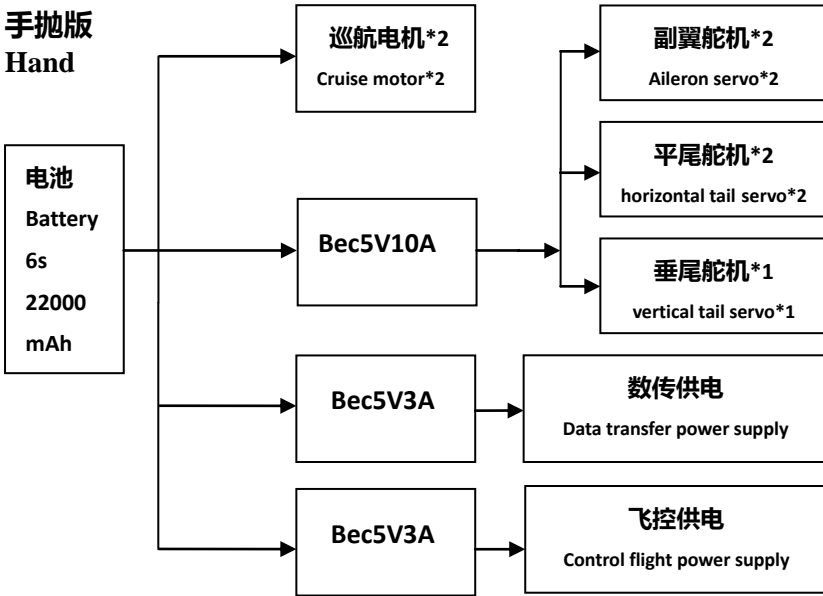 手抛版
Hand
巡航电机*2
Cruise motor*2
副翼舵机*2
Aileron servo*2
电池
Battery
6s
22000
mAh
Bec5V10A
平尾舵机*2
horizontal tail servo*2
垂尾舵机*1
vertical tail servo*1
Bec5V3A
数传供电
Data transfer power supply
Bec5V3A
飞控供电
Control flight power supply